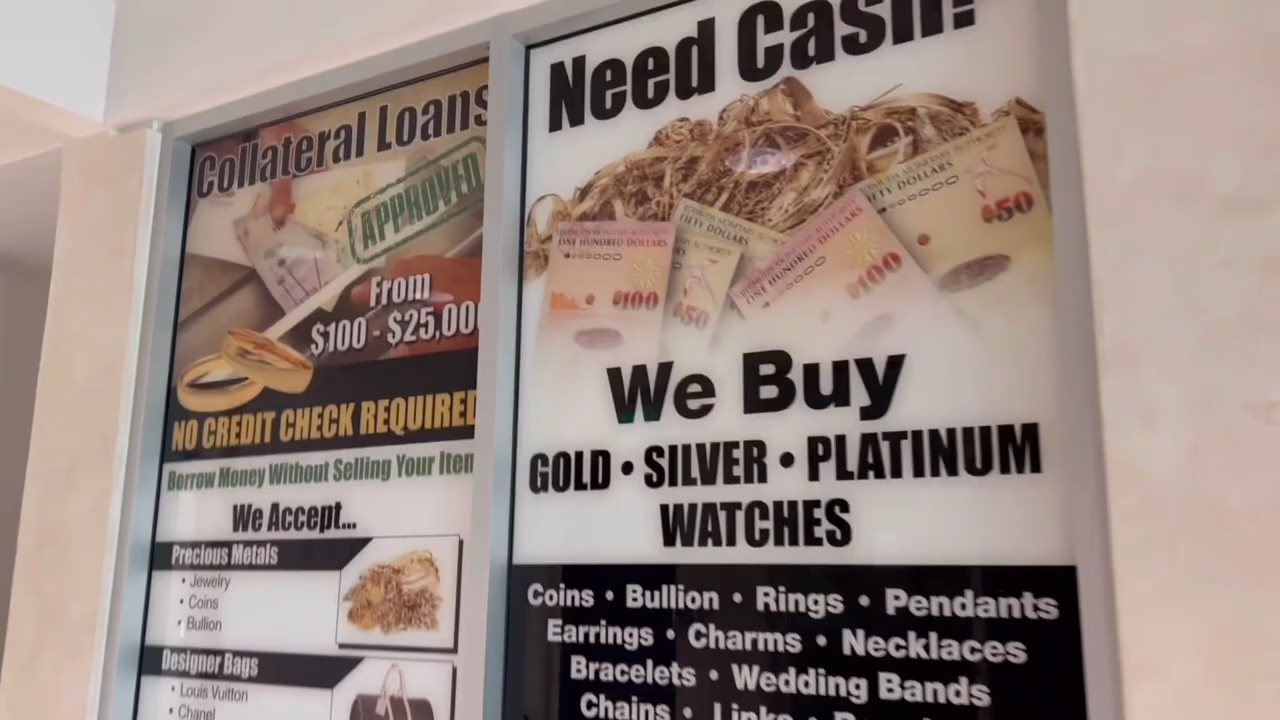 Collateral Loans
APPROVED
From
$100 - $25,00
NO CREDIT CHECK REQUIRED
Borrow Money Without Selling Your
We Accept...
Precious Metals
• Jewelry
• Coins
• Bullion
Designer Bags
• Louis Vuitton
• Chanel
Need Cash?
ONE HUNDRED DOLLARS
$100
FIFTY DOLLARS
$50
ONE HUNDRED DOLLARS
$100
FIFTY DOLLARS
$50
We Buy
GOLD • SILVER • PLATINUM
WATCHES
Coins • Bullion • Rings • Pendants
Earrings • Charms • Necklaces
Bracelets • Wedding Bands
Chains • Links •